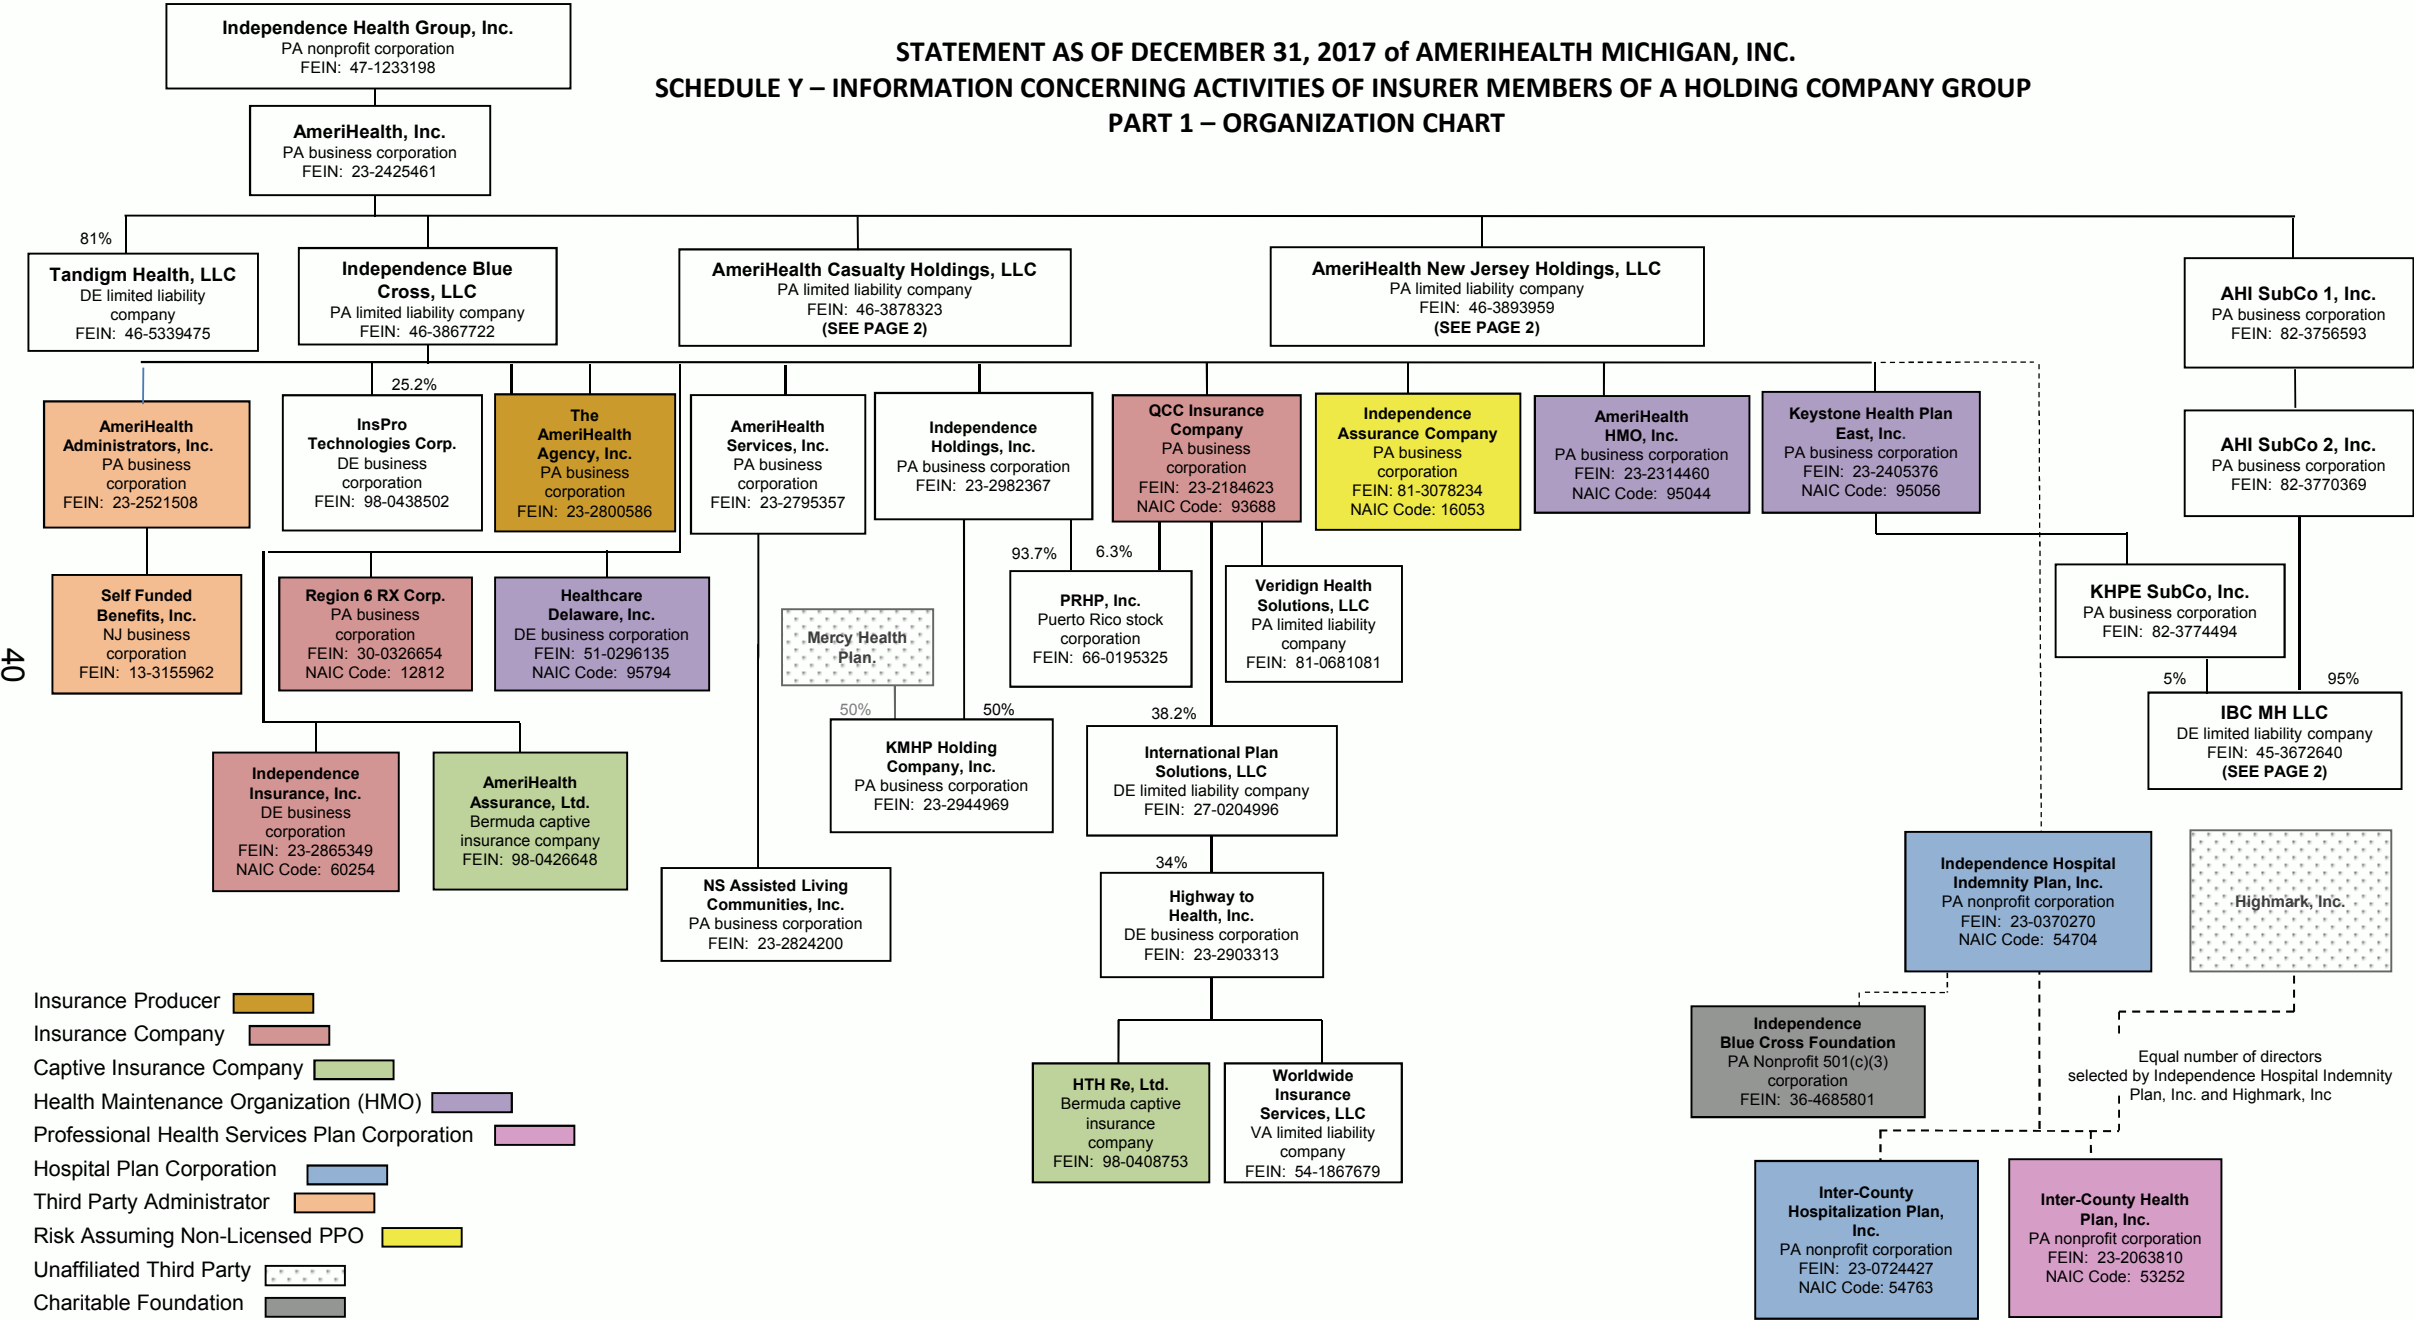 Independence Health Group, Inc.
PA nonprofit corporation
FEIN: 47-1233198
STATEMENT AS OF DECEMBER 31, 2017 of AMERIHEALTH MICHIGAN, INC.
SCHEDULE Y – INFORMATION CONCERNING ACTIVITIES OF INSURER MEMBERS OF A HOLDING COMPANY GROUP
PART 1 – ORGANIZATION CHART
AmeriHealth, Inc.
PA business corporation
FEIN: 23-2425461
81%
Tandigm Health, LLC
DE limited liability
company
FEIN: 46-5339475
Independence Blue
Cross, LLC
PA limited liability company
FEIN: 46-3867722
AmeriHealth Casualty Holdings, LLC
PA limited liability company
FEIN: 46-3878323
(SEE PAGE 2)
AmeriHealth New Jersey Holdings, LLC
PA limited liability company
FEIN: 46-3893959
(SEE PAGE 2)
AHI SubCo 1, Inc.
PA business corporation
FEIN: 82-3756593
AmeriHealth
Administrators, Inc.
PA business
corporation
FEIN: 23-2521508
25.2%
InsPro
Technologies Corp.
DE business
corporation
FEIN: 98-0438502
The
AmeriHealth
Agency, Inc.
PA business
corporation
FEIN: 23-2800586
AmeriHealth
Services, Inc.
PA business
corporation
FEIN: 23-2795357
Independence
Holdings, Inc.
PA business corporation
FEIN: 23-2982367
QCC Insurance
Company
PA business
corporation
FEIN: 23-2184623
NAIC Code: 93688
Independence
Assurance Company
PA business
corporation
FEIN: 81-3078234
NAIC Code: 16053
AmeriHealth
HMO, Inc.
PA business corporation
FEIN: 23-2314460
NAIC Code: 95044
Keystone Health Plan
East, Inc.
PA business corporation
FEIN: 23-2405376
NAIC Code: 95056
AHI SubCo 2, Inc.
PA business corporation
FEIN: 82-3770369
Self Funded
Benefits, Inc.
NJ business
corporation
FEIN: 13-3155962
Region 6 RX Corp.
PA business
corporation
FEIN: 30-0326654
NAIC Code: 12812
Healthcare
Delaware, Inc.
DE business corporation
FEIN: 51-0296135
NAIC Code: 95794
Mercy Health
Plan.
50%
50%
93.7%
6.3%
PRHP, Inc.
Puerto Rico stock
corporation
FEIN: 66-0195325
Veridign Health
Solutions, LLC
PA limited liability
company
FEIN: 81-0681081
KHPE SubCo, Inc.
PA business corporation
FEIN: 82-3774494
5%
95%
IBC MH LLC
DE limited liability company
FEIN: 45-3672640
(SEE PAGE 2)
40
Independence
Insurance, Inc.
DE business
corporation
FEIN: 23-2865349
NAIC Code: 60254
AmeriHealth
Assurance, Ltd.
Bermuda captive
insurance company
FEIN: 98-0426648
KMHP Holding
Company, Inc.
PA business corporation
FEIN: 23-2944969
38.2%
International Plan
Solutions, LLC
DE limited liability company
FEIN: 27-0204996
NS Assisted Living
Communities, Inc.
PA business corporation
FEIN: 23-2824200
34%
Highway to
Health, Inc.
DE business corporation
FEIN: 23-2903313
Independence Hospital
Indemnity Plan, Inc.
PA nonprofit corporation
FEIN: 23-0370270
NAIC Code: 54704
Highmark, Inc.
HTH Re, Ltd.
Bermuda captive
insurance
company
FEIN: 98-0408753
Worldwide
Insurance
Services, LLC
VA limited liability
company
FEIN: 54-1867679
Independence
Blue Cross Foundation
PA Nonprofit 501(c)(3)
corporation
FEIN: 36-4685801
Equal number of directors
selected by Independence Hospital Indemnity
Plan, Inc. and Highmark, Inc
Inter-County
Hospitalization Plan,
Inc.
PA nonprofit corporation
FEIN: 23-0724427
NAIC Code: 54763
Inter-County Health
Plan, Inc.
PA nonprofit corporation
FEIN: 23-2063810
NAIC Code: 53252
Insurance Producer
Insurance Company
Captive Insurance Company
Health Maintenance Organization (HMO)
Professional Health Services Plan Corporation
Hospital Plan Corporation
Third Party Administrator
Risk Assuming Non-Licensed PPO
Unaffiliated Third Party
Charitable Foundation